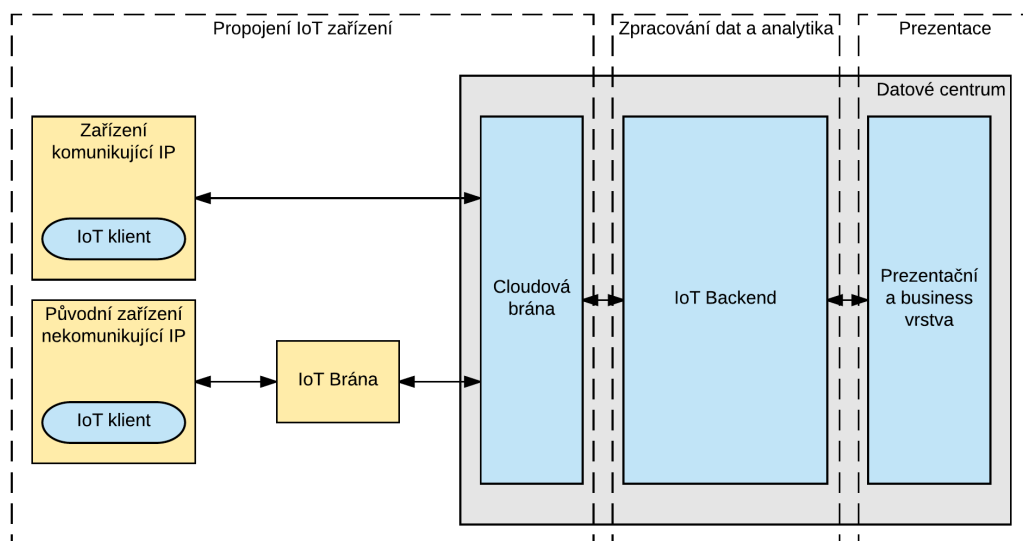 Propojení IoT zařízení
Zpracování dat a analytika
Prezentace
Datové centrum
Zařízení
komunikující IP
IoT klient
Původní zařízení
nekomunikující IP
IoT klient
IoT Brána
Cloudová
brána
IoT Backend
Prezentační
a business
vrstva